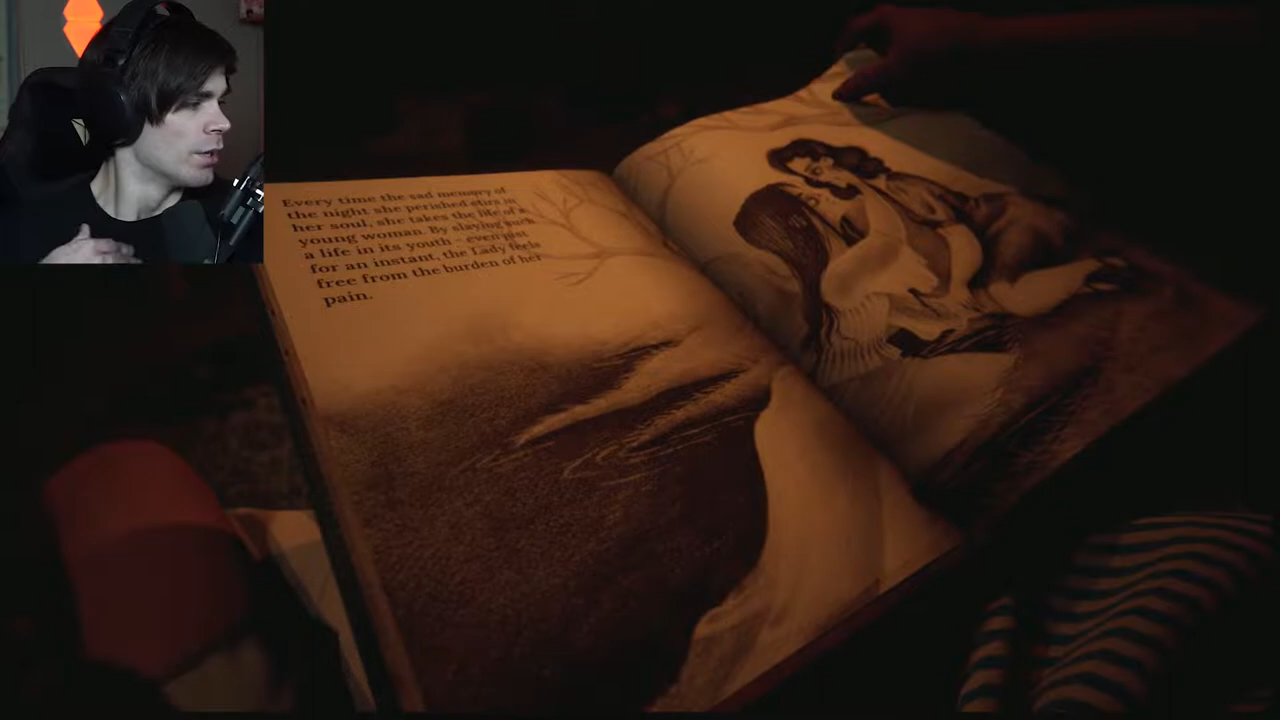 Every time the sad memory of
the night she perished stirs in
her soul, she takes the life of a
young woman. By slaying such
a life in its youth - even just
for an instant, the Lady feels
free from the burden of her
pain.